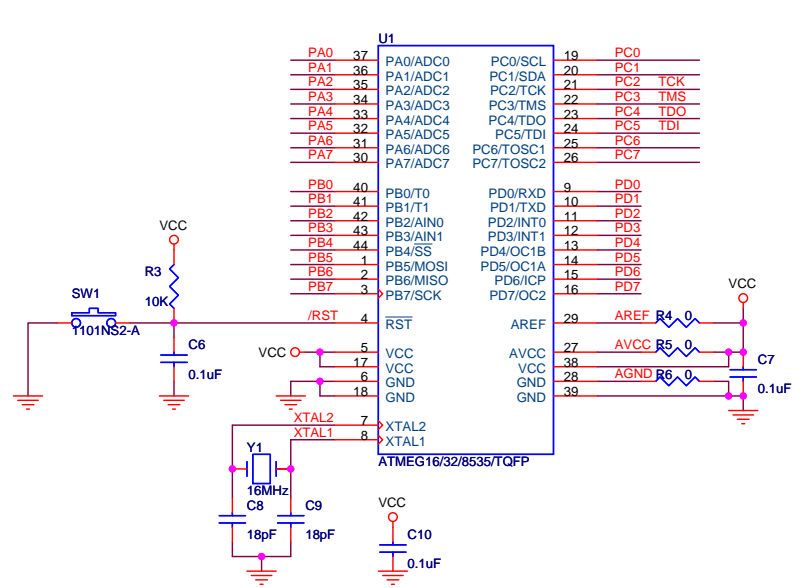 U1
PA0 37 PA0/ADC0 PC0/SCL 19 PC0
PA1 36 PA1/ADC1 PC1/SDA 20 PC1
PA2 35 PA2/ADC2 PC2/TCK 21 PC2 TCK
PA3 34 PA3/ADC3 PC3/TMS 22 PC3 TMS
PA4 33 PA4/ADC4 PC4/TDO 23 PC4 TDO
PA5 32 PA5/ADC5 PC5/TDI 24 PC5 TDI
PA6 31 PA6/ADC6 PC6/TOSC1 25 PC6
PA7 30 PA7/ADC7 PC7/TOSC2 26 PC7
PB0 40 PB0/T0 PD0/RXD 9 PD0
PB1 41 PB1/T1 PD1/TXD 10 PD1
PB2 42 PB2/AIN0 PD2/INT0 11 PD2
PB3 43 PB3/AIN1 PD3/INT1 12 PD3
PB4 44 PB4/SS PD4/OC1B 13 PD4
PB5 1 PB5/MOSI PD5/OC1A 14 PD5
PB6 2 PB6/MISO PD6/ICP 15 PD6
PB7 3 PB7/SCK PD7/OC2 16 PD7
VCC
R3
10K
SW1
1101NS2-A
/RST 4 RST AREF 29 AREF R4 0
VCC
C6
0.1uF
VCC 5 VCC AVCC 27 AVCC R5 0
17 VCC VCC 38
6 GND GND 28 AGND R6 0
18 GND GND 39
C7
0.1uF
XTAL2 7 XTAL2
XTAL1 8 XTAL1
ATMEG16/32/8535/TQFP
Y1
16MHz
C8
18pF
C9
18pF
VCC
C10
0.1uF